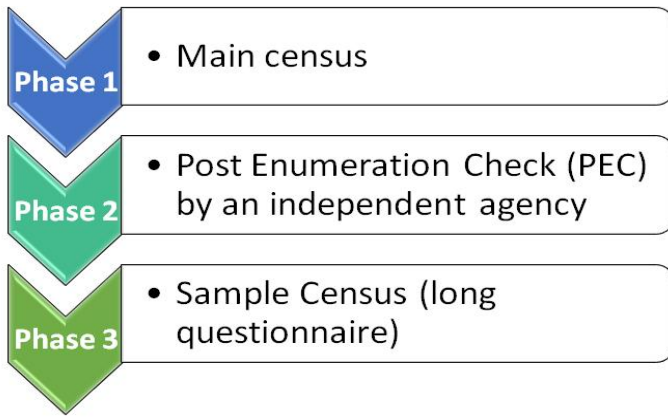 Phase 1
• Main census
Phase 2
• Post Enumeration Check (PEC)
by an independent agency
Phase 3
• Sample Census (long
questionnaire)